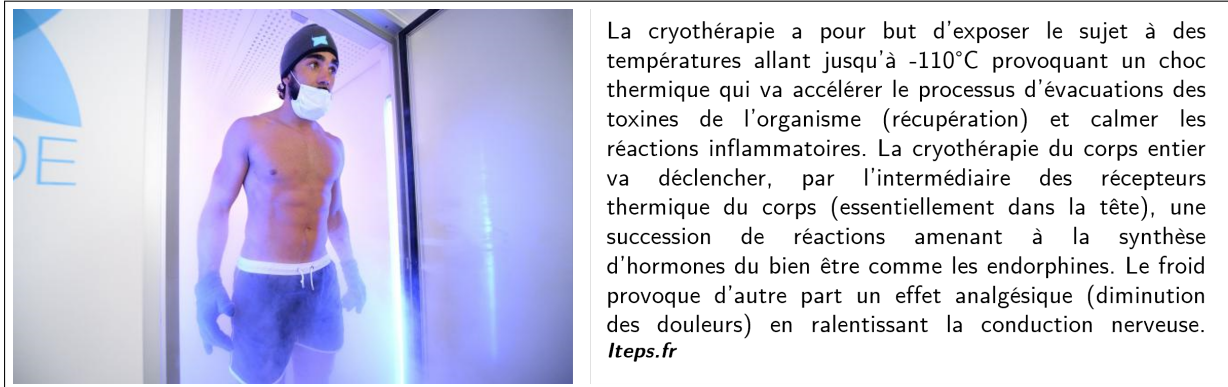 DE
La cryothérapie a pour but d'exposer le sujet à des
températures allant jusqu'à -110°C provoquant un choc
thermique qui va accélérer le processus d'évacuations des
toxines de l'organisme (récupération) et calmer les
réactions inflammatoires. La cryothérapie du corps entier
va déclencher, par l'intermédiaire des récepteurs
thermique du corps (essentiellement dans la tête), une
succession de réactions amenant à la synthèse
d'hormones du bien être comme les endorphines. Le froid
provoque d'autre part un effet analgésique (diminution
des douleurs) en ralentissant la conduction nerveuse.
Iteps.fr